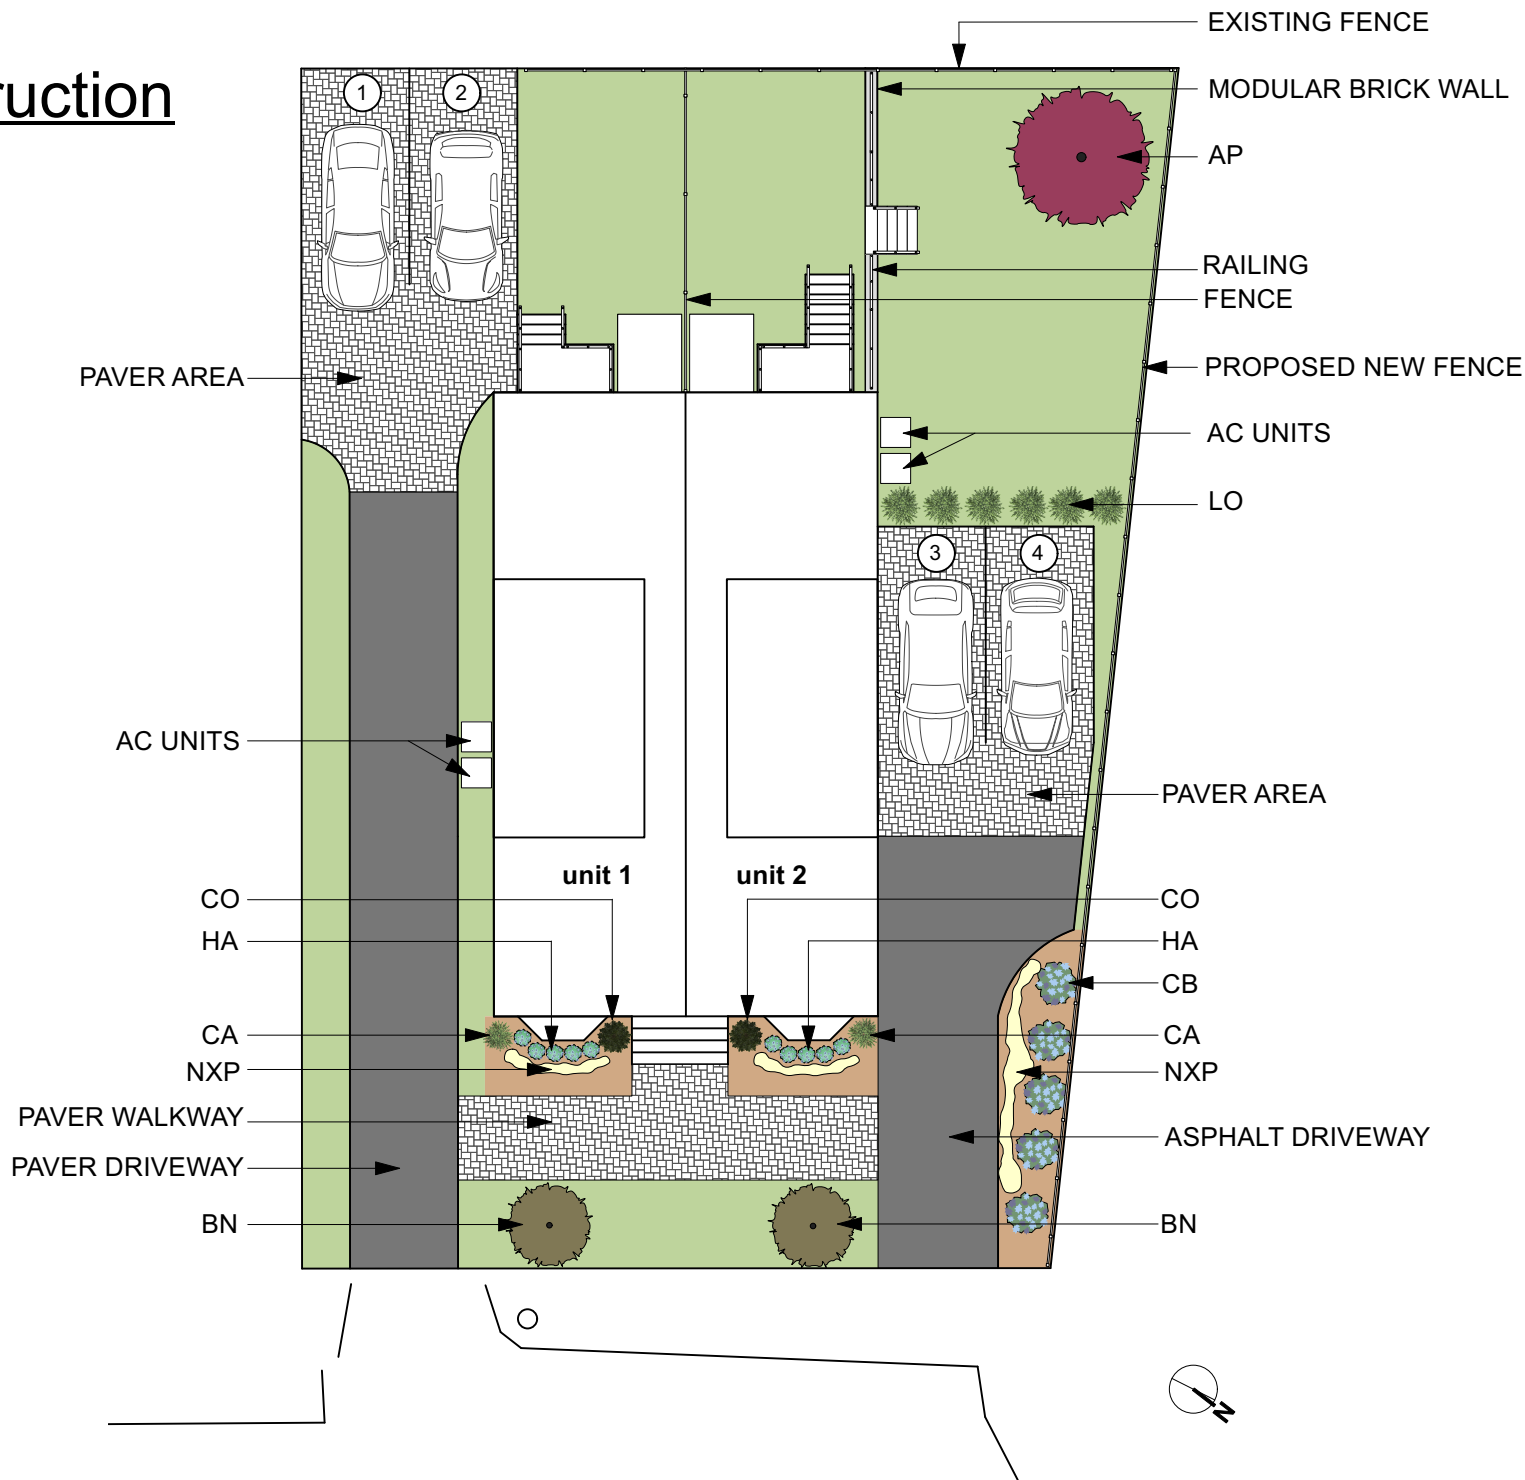 ruction
EXISTING FENCE
MODULAR BRICK WALL
1
2
AP
RAILING
FENCE
PAVER AREA
PROPOSED NEW FENCE
AC UNITS
LO
3
4
AC UNITS
PAVER AREA
unit 1
unit 2
CO
CO
HA
HA
CB
CA
CA
NXP
NXP
PAVER WALKWAY
ASPHALT DRIVEWAY
PAVER DRIVEWAY
BN
BN
N